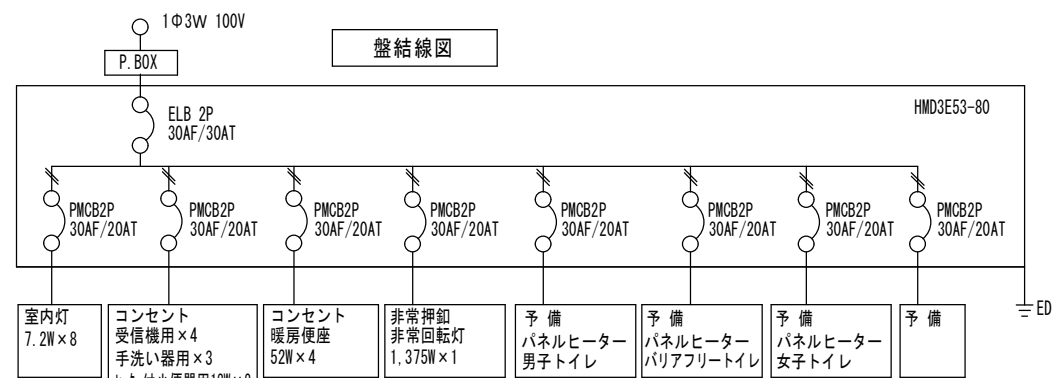 1Φ3W 100V
盤結線図
P.BOX
HMD3E53-80
ELB 2P
30AF/30AT
PMCB2P
30AF/20AT
PMCB2P
30AF/20AT
PMCB2P
30AF/20AT
PMCB2P
30AF/20AT
PMCB2P
30AF/20AT
PMCB2P
30AF/20AT
PMCB2P
30AF/20AT
PMCB2P
30AF/20AT
ED
室内灯
7.2W×8
コンセント
受信機用×4
手洗い器用×3
コンセント
暖房便座
52W×4
非常押釦
非常回転灯
1,375W×1
予 備
パネルヒーター
男子トイレ
予 備
パネルヒーター
バリアフリートイレ
予 備
パネルヒーター
女子トイレ
予 備